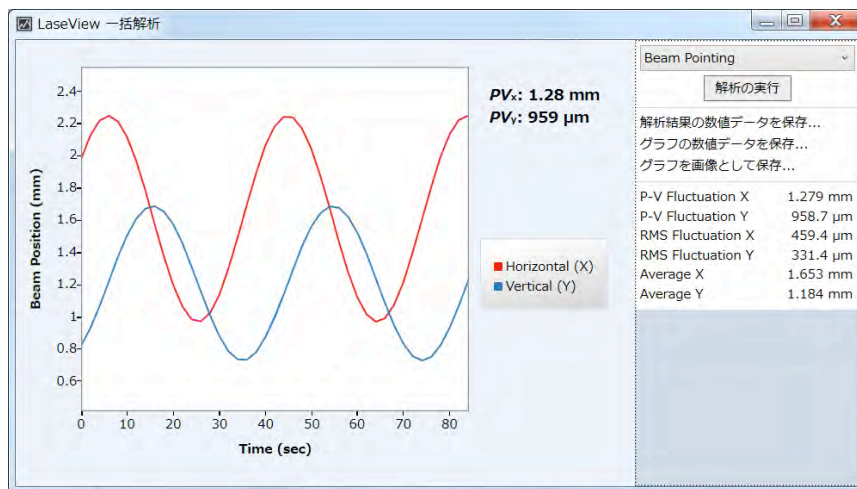 LaseView 一括解析
Beam Pointing
解析の実行
解析結果の数値データを保存...
グラフの数値データを保存...
グラフを画像として保存...
P-V Fluctuation X 1.279 mm
P-V Fluctuation Y 958.7 µm
RMS Fluctuation X 459.4 µm
RMS Fluctuation Y 331.4 µm
Average X 1.653 mm
Average Y 1.184 mm
PVx: 1.28 mm
PVy: 959 µm
Horizontal (X)
Vertical (Y)
Beam Position (mm)
2.4
2.2
2
1.8
1.6
1.4
1.2
1
0.8
0.6
0 10 20 30 40 50 60 70 80
Time (sec)